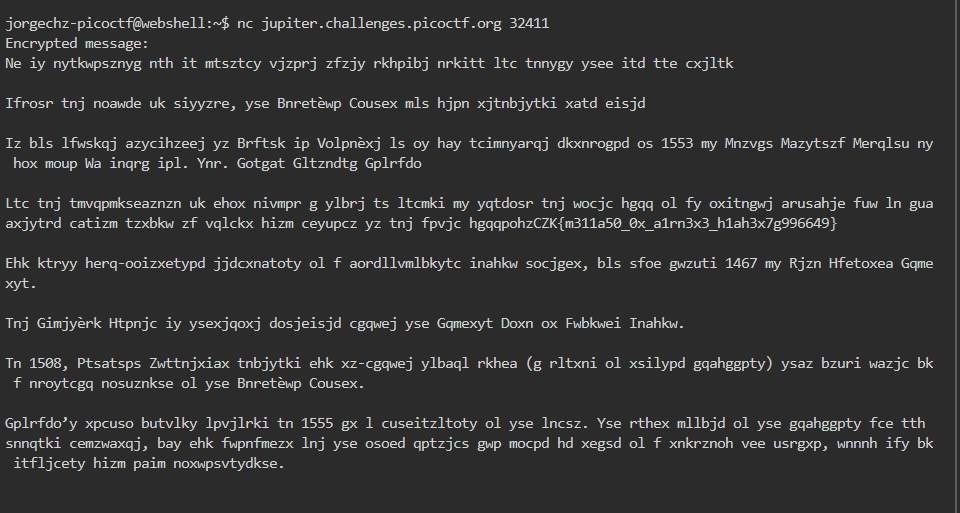 jorgechz-picoctf@webshell:~$ nc jupiter.challenges.picoctf.org 32411
Encrypted message:
Ne iy nytkwpsznyg nth it mtsztcy vjzprj zfzjy rkhpibj nrkitt ltc tnnygy ysee itd tte cxjltk
Ifrosr tnj noawde uk siyyzre, yse Bnretèwp Cousex mls hjpn xjtnbjytki xatd eisjd
Iz bls lfwskqj azycihzeej yz Brftsk ip Volpnèxj ls oy hay tcimnyarqj dkxnrogpd os 1553 my Mnzvgs Mazytszf Merqlsu ny
hox moup Wa inqrg ipl. Ynr. Gotgat Gltzndtg Gplrfdo
Ltc tnj tmvqpmkseaznzn uk ehox nivmpr g ylbrj ts ltcmki my yqtdosr tnj wocjc hgqq ol fy oxitngwj arusahje fuw ln gua
axjytrd catizm tzxbkw zf vqlckx hizm ceyupcz yz tnj fpvjc hgqqpohzCZK{m311a50_0x_a1rn3x3_h1ah3x7g996649}
Ehk ktryy herq-ooizxetypd jjdcxnatoty ol f aordllvmlbkytc inahkw socjgex, bls sfoe gwzuti 1467 my Rjzn Hfetoxea Gqme
xyt.
Tnj Gimjyèrk Htpnjc iy ysexjqoxj dosjeisjd cgqwej yse Gqmexyt Doxn ox Fwbkwei Inahkw.
Tn 1508, Ptsatsps Zwttnjxiax tnbjytki ehk xz-cgqwej ylbaql rkhea (g rltxni ol xsilypd gqahggpty) ysaz bzuri wazjc bk
f nroytcgq nosuznkse ol yse Bnretèwp Cousex.
Gplrfdo’y xpcuso butvlky lpvjlrki tn 1555 gx l cuseitzltoty ol yse lncsz. Yse rthex mllbjd ol yse gqahggpty fce tth
snnqtki cemzwaxqj, bay ehk fwpnfmezx lnj yse osoed qptzjcs gwp mocpd hd xegsd ol f xnkrznoh vee usrgxp, wnnnh ify bk
itfljcety hizm paim noxwpsvtydkse.